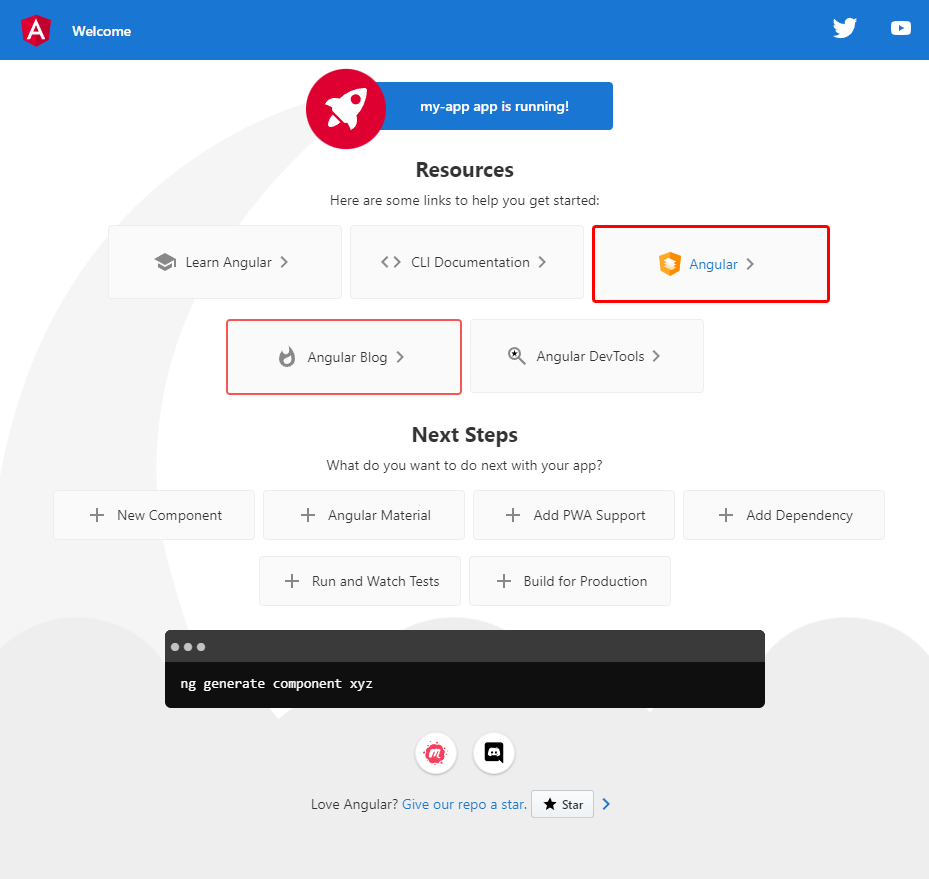 Welcome
my-app app is running!
Resources
Here are some links to help you get started:
Learn Angular
CLI Documentation
Angular
Angular Blog
Angular DevTools
Next Steps
What do you want to do next with your app?
New Component
Angular Material
Add PWA Support
Add Dependency
Run and Watch Tests
Build for Production
ng generate component xyz
Love Angular? Give our repo a star. Star